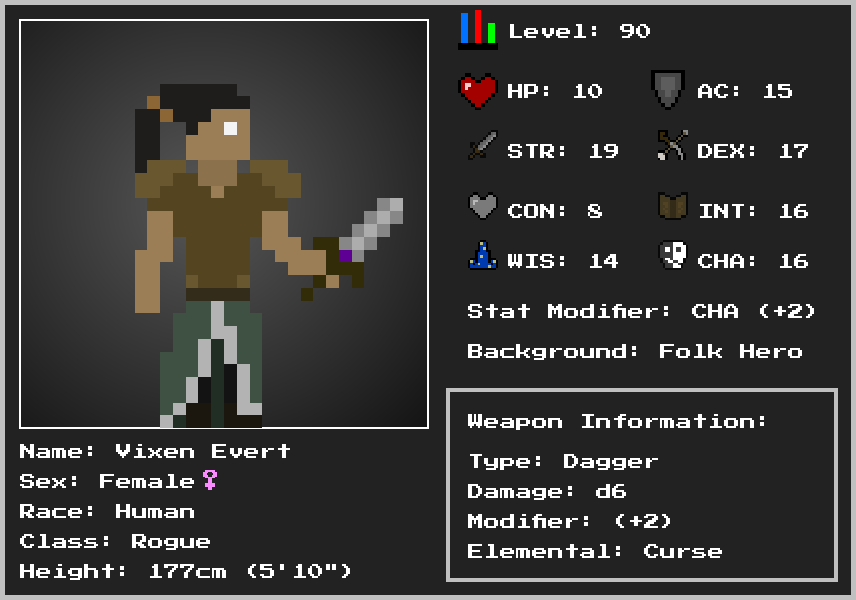 Level: 90
HP: 10 AC: 15
STR: 19 DEX: 17
CON: 8 INT: 16
WIS: 14 CHA: 16
Stat Modifier: CHA (+2)
Background: Folk Hero
Weapon Information:
Type: Dagger
Damage: d6
Modifier: (+2)
Elemental: Curse
Name: Vixen Evert
Sex: Female♀
Race: Human
Class: Rogue
Height: 177cm (5'10")